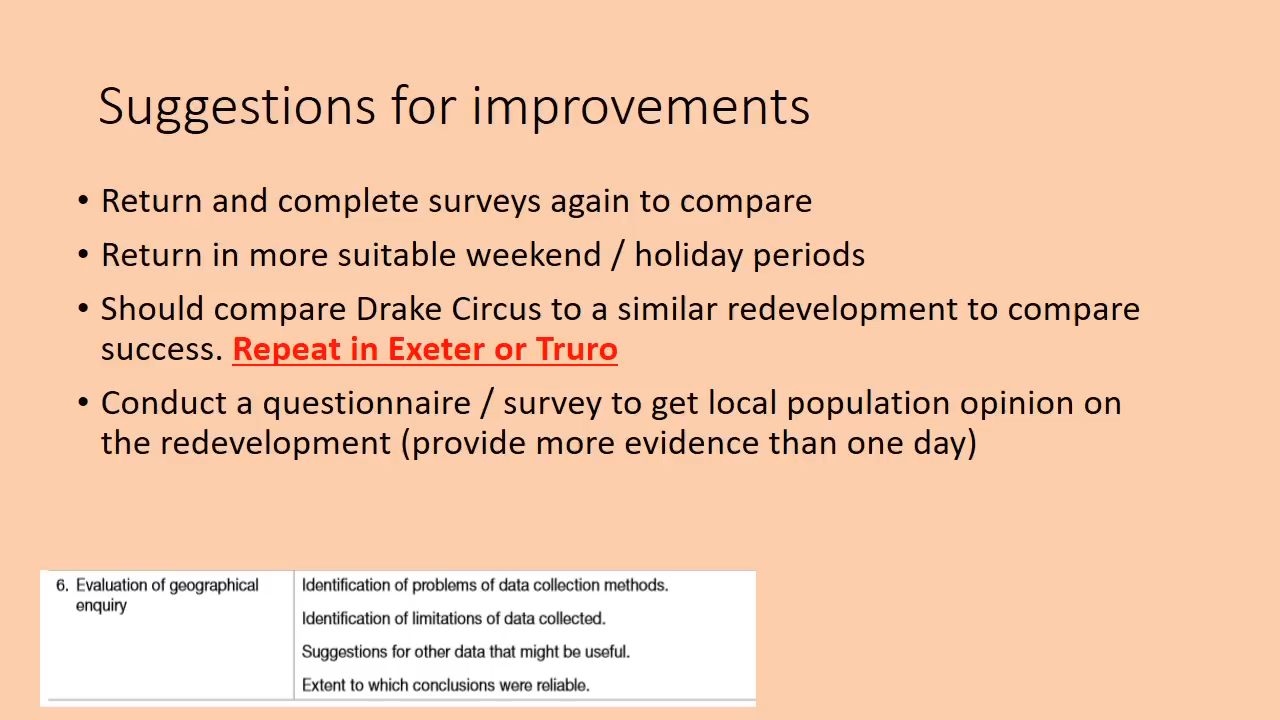 Suggestions for improvements
• Return and complete surveys again to compare
• Return in more suitable weekend / holiday periods
• Should compare Drake Circus to a similar redevelopment to compare
success. Repeat in Exeter or Truro
• Conduct a questionnaire / survey to get local population opinion on
the redevelopment (provide more evidence than one day)
6. Evaluation of geographical
enquiry
Identification of problems of data collection methods.
Identification of limitations of data collected.
Suggestions for other data that might be useful.
Extent to which conclusions were reliable.